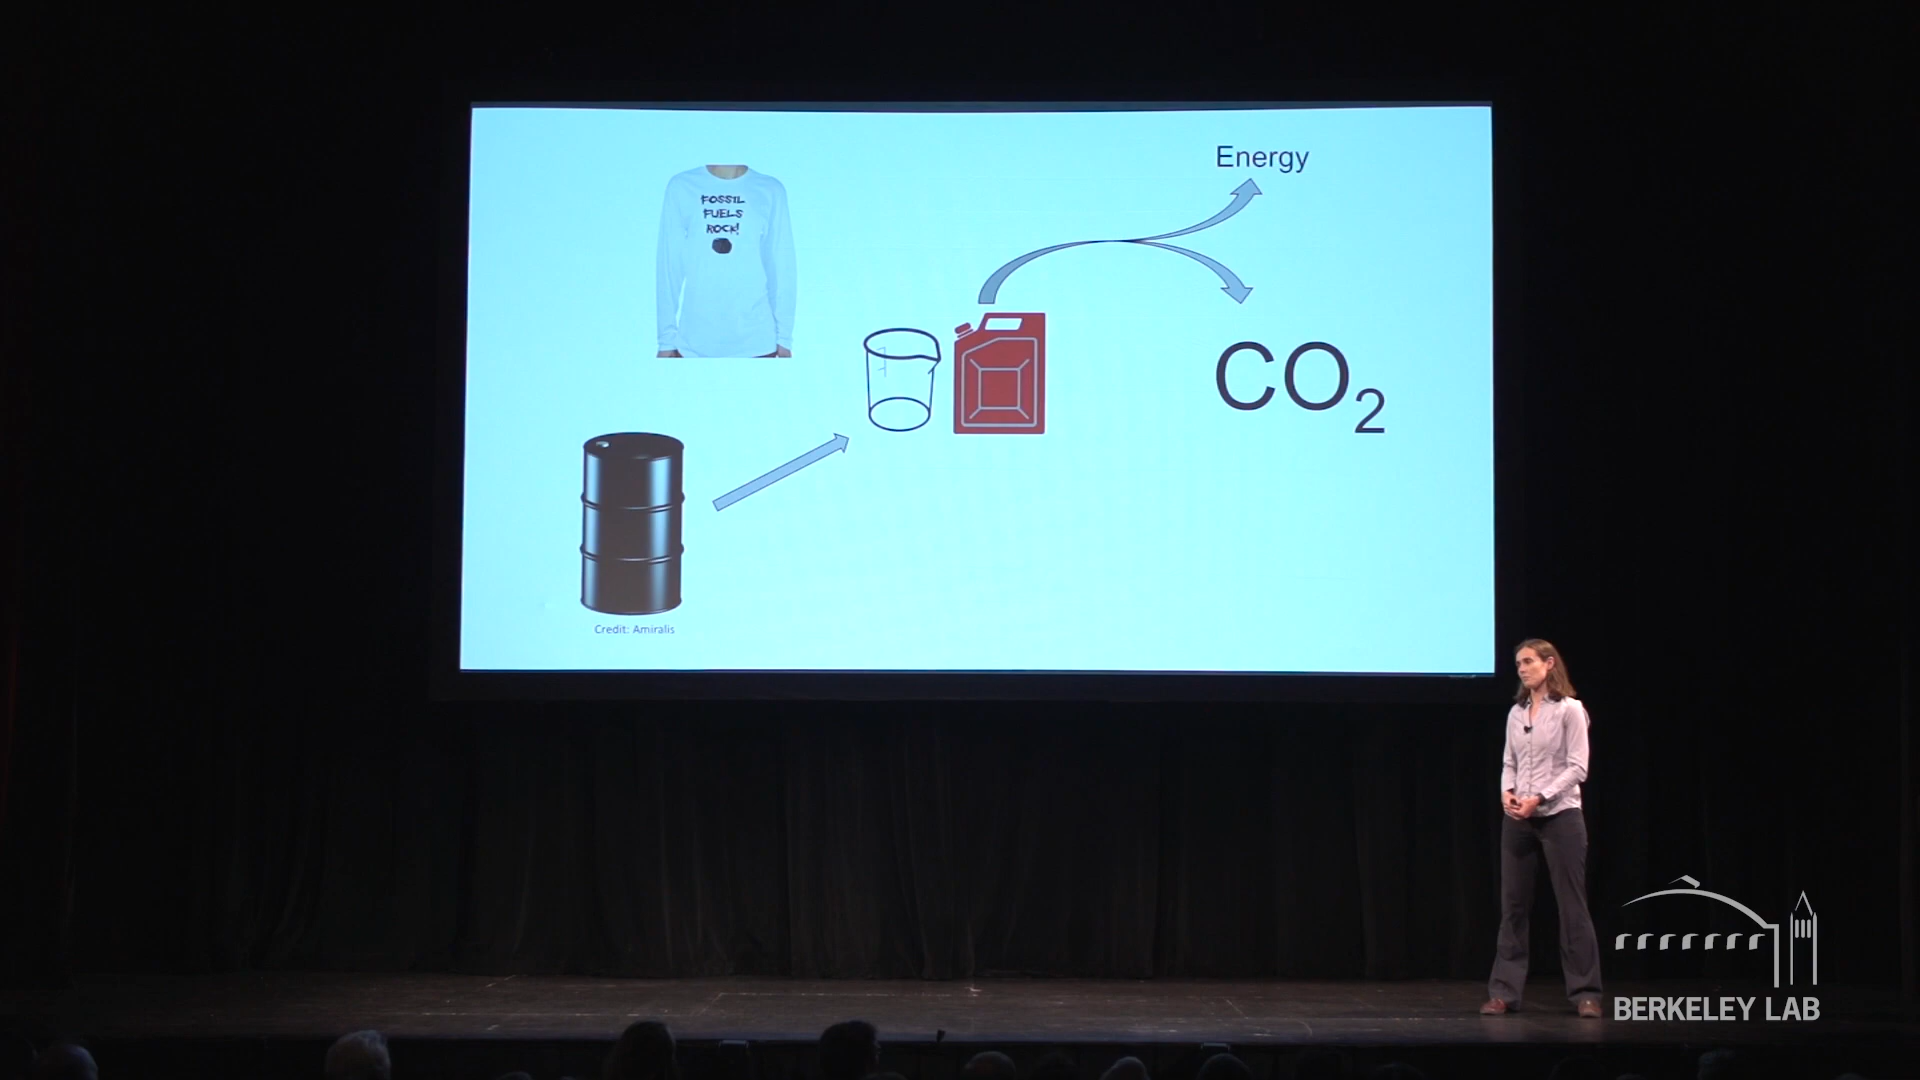 Energy
FOSSIL
FUELS
ROCK!
CO₂
Credit: Amiralis
BERKELEY LAB